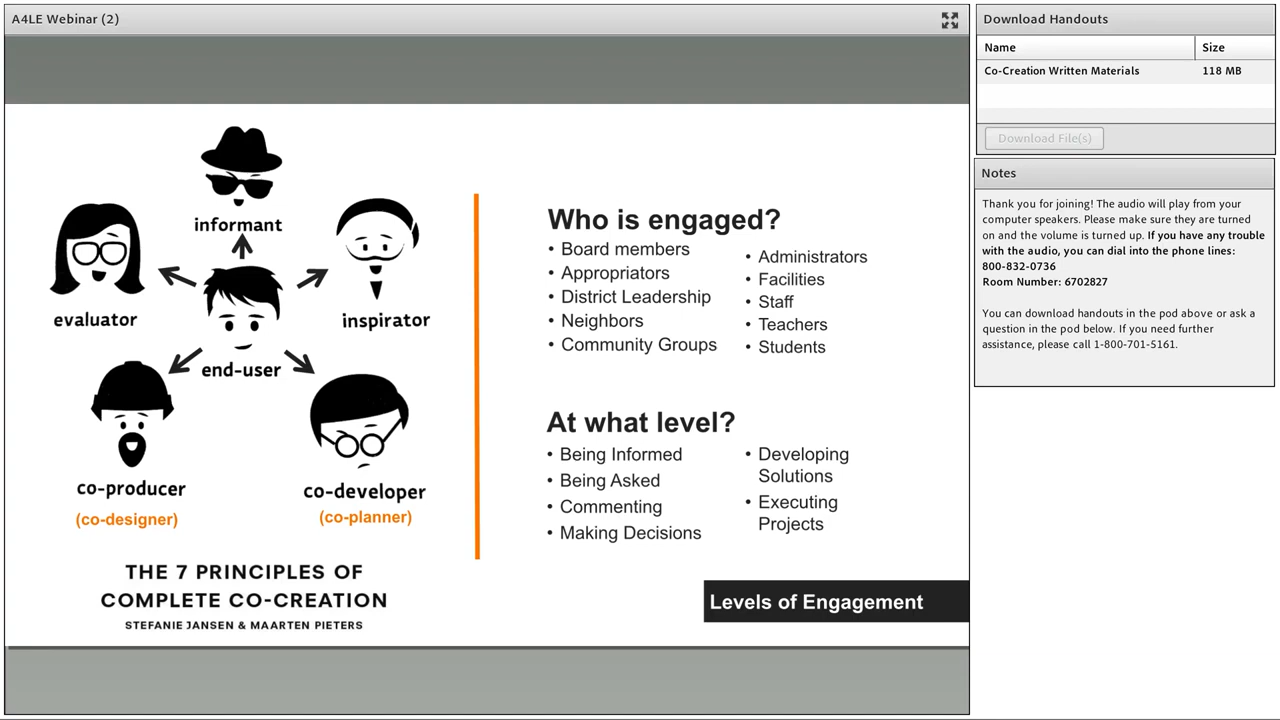 A4LE Webinar (2)
informant
evaluator
inspirator
end-user
co-producer
(co-designer)
co-developer
(co-planner)
THE 7 PRINCIPLES OF
COMPLETE CO-CREATION
STEFANIE JANSEN & MAARTEN PIETERS
Who is engaged?
• Board members
• Appropriators
• District Leadership
• Neighbors
• Community Groups
• Administrators
• Facilities
• Staff
• Teachers
• Students
At what level?
• Being Informed
• Being Asked
• Commenting
• Making Decisions
• Developing
Solutions
• Executing
Projects
Levels of Engagement
Download Handouts
Name Size
Co-Creation Written Materials 118 MB
Download File(s)
Notes
Thank you for joining! The audio will play from your
computer speakers. Please make sure they are turned
on and the volume is turned up. If you have any trouble
with the audio, you can dial into the phone lines:
800-832-0736
Room Number: 6702827
You can download handouts in the pod above or ask a
question in the pod below. If you need further
assistance, please call 1-800-701-5161.